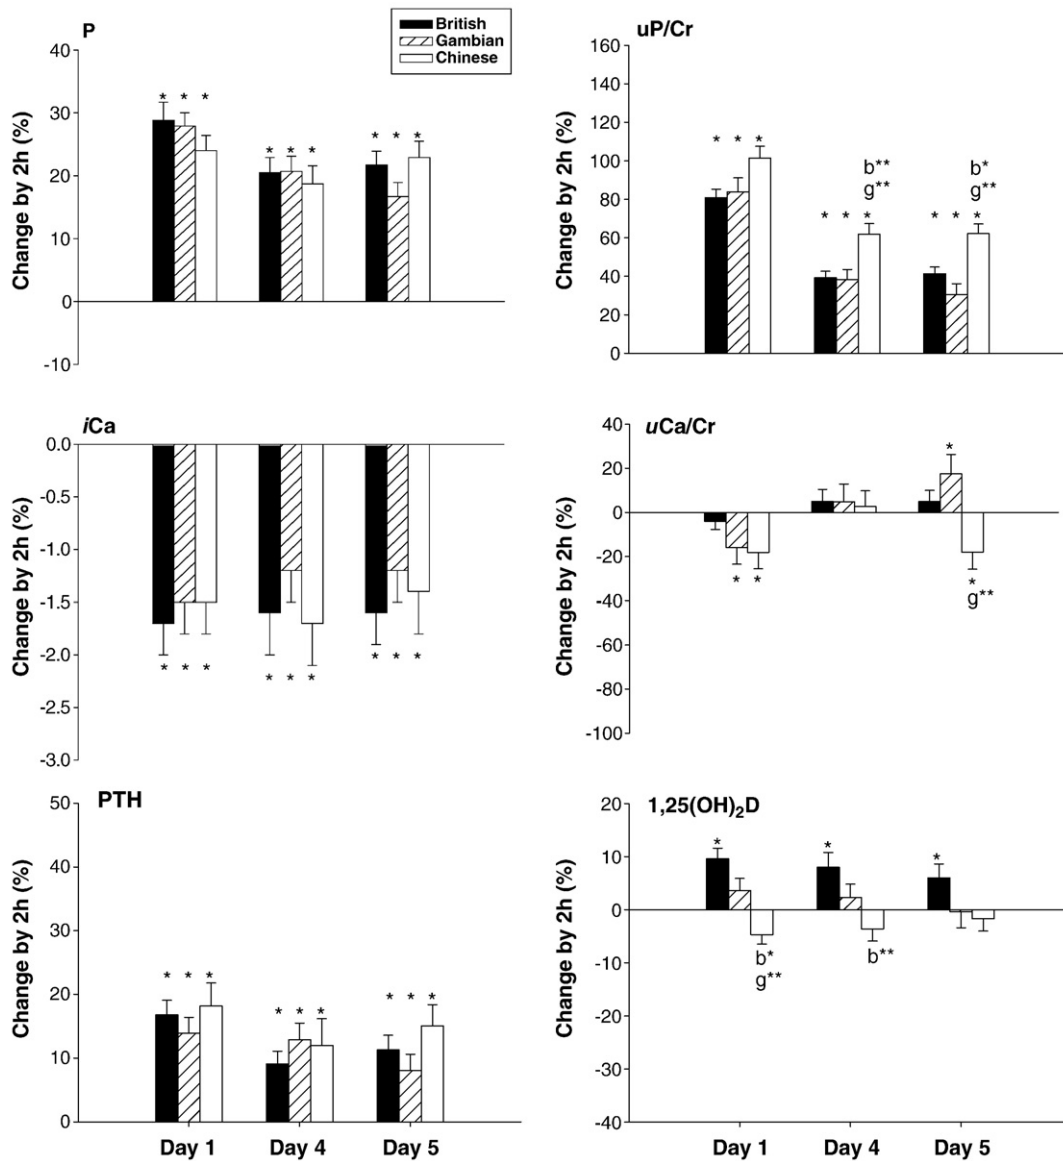 P
British
Gambian
Chinese
Change by 2h (%)
40
30
20
10
0
-10
* * *
* * *
* * *
uP/Cr
Change by 2h (%)
160
140
120
100
80
60
40
20
0
* * *
b**
g**
* * *
b*
g**
* * *
iCa
Change by 2h (%)
0.0
-0.5
-1.0
-1.5
-2.0
-2.5
-3.0
* * *
* * *
* * *
uCa/Cr
Change by 2h (%)
40
20
0
-20
-40
-60
-80
-100
* *
*
*
g**
PTH
Change by 2h (%)
50
40
30
20
10
0
* * *
* * *
* * *
Day 1 Day 4 Day 5
1,25(OH)₂D
Change by 2h (%)
20
10
0
-10
-20
-30
-40
*
b*
g**
*
b**
*
Day 1 Day 4 Day 5